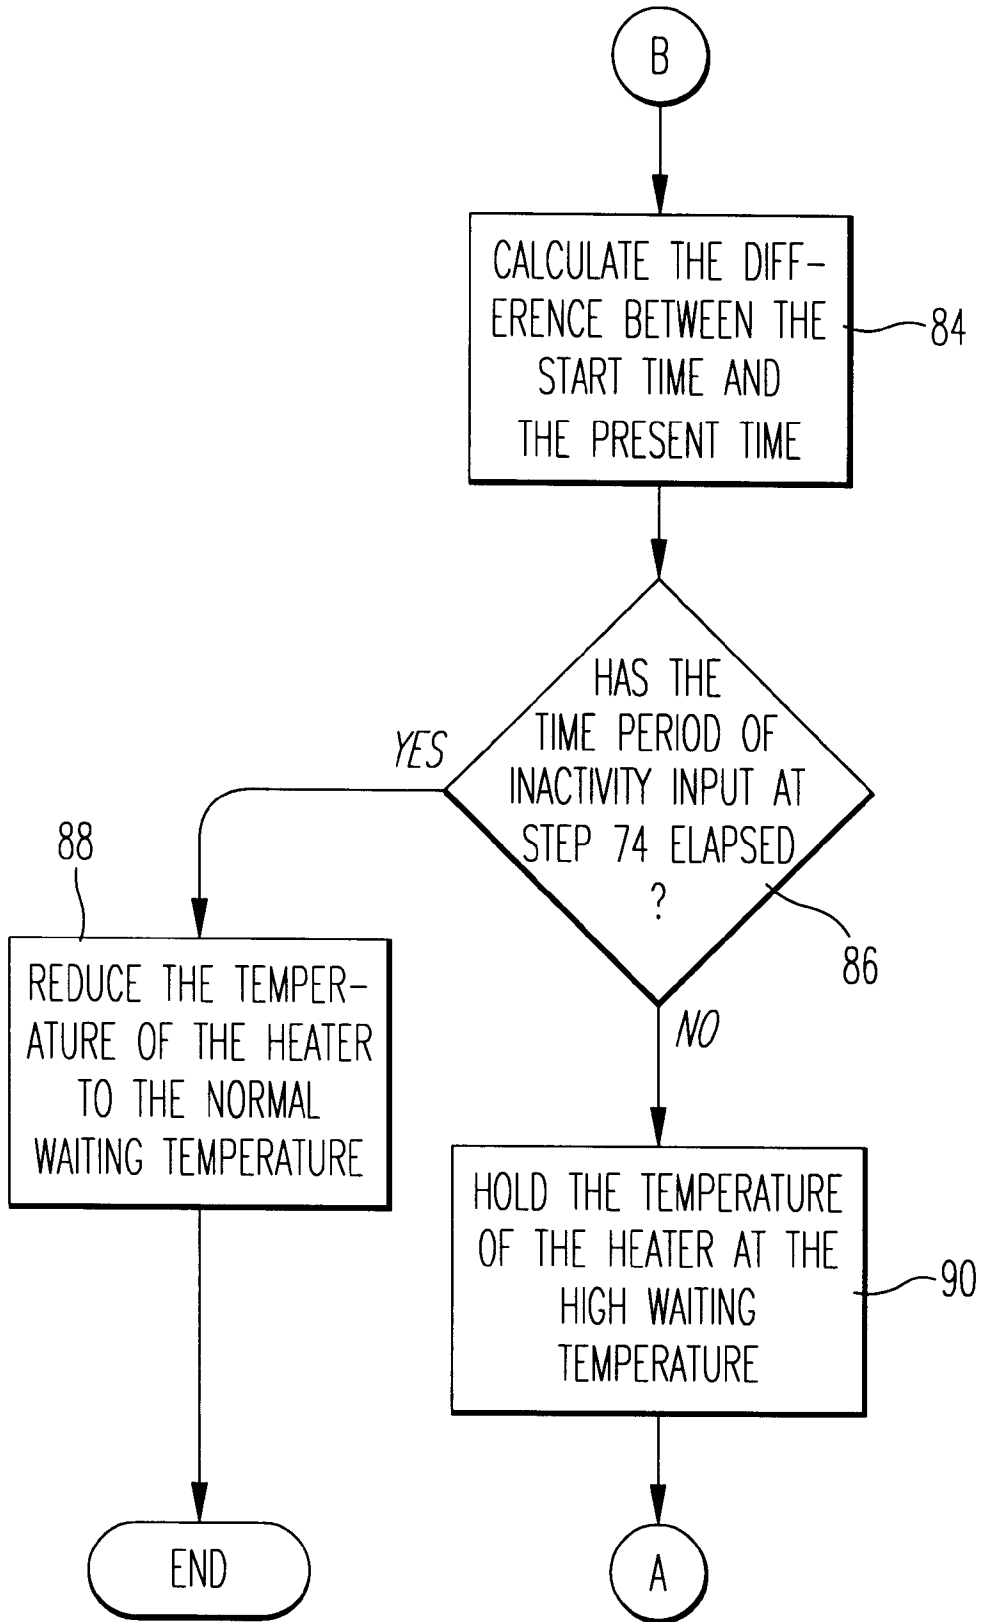 B
CALCULATE THE DIFF-
ERENCE BETWEEN THE
START TIME AND
THE PRESENT TIME
84
HAS THE
TIME PERIOD OF
INACTIVITY INPUT AT
STEP 74 ELAPSED
?
86
YES
88
REDUCE THE TEMPER-
ATURE OF THE HEATER
TO THE NORMAL
WAITING TEMPERATURE
NO
HOLD THE TEMPERATURE
OF THE HEATER AT THE
HIGH WAITING
TEMPERATURE
90
END
A